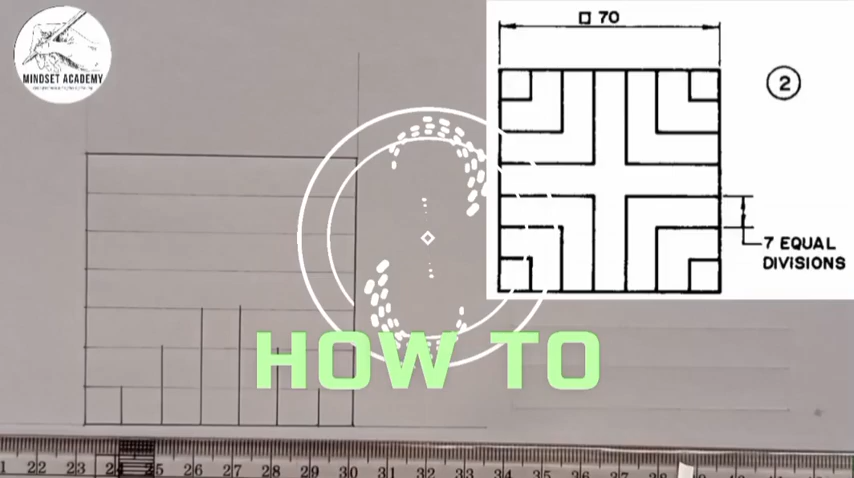 MINDSET ACADEMY
□ 70
2
7 EQUAL
DIVISIONS
HOW TO
22 23 24 25 26 27 28 29 30 31 32 33 34 35 36 37 38